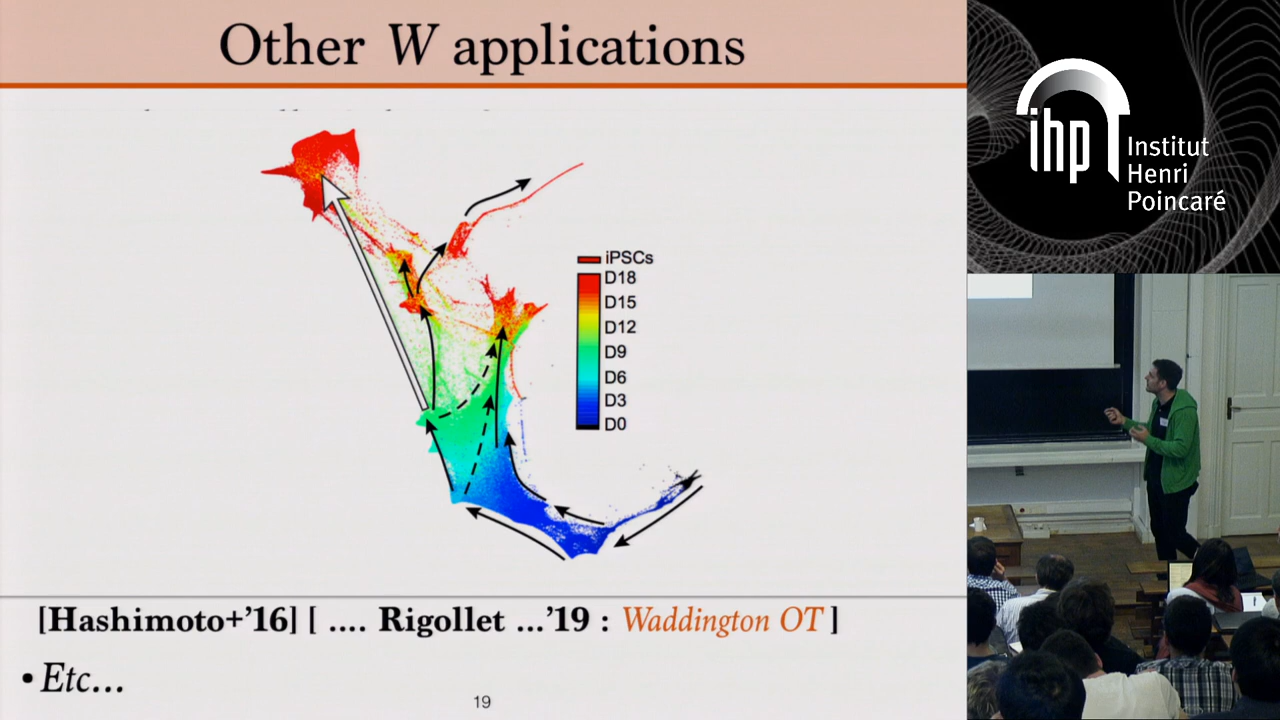 Other W applications
iPSCs
D18
D15
D12
D9
D6
D3
D0
[Hashimoto+'16] [ .... Rigollet ...'19 : Waddington OT ]
• Etc...
19
ihp
Institut
Henri
Poincaré